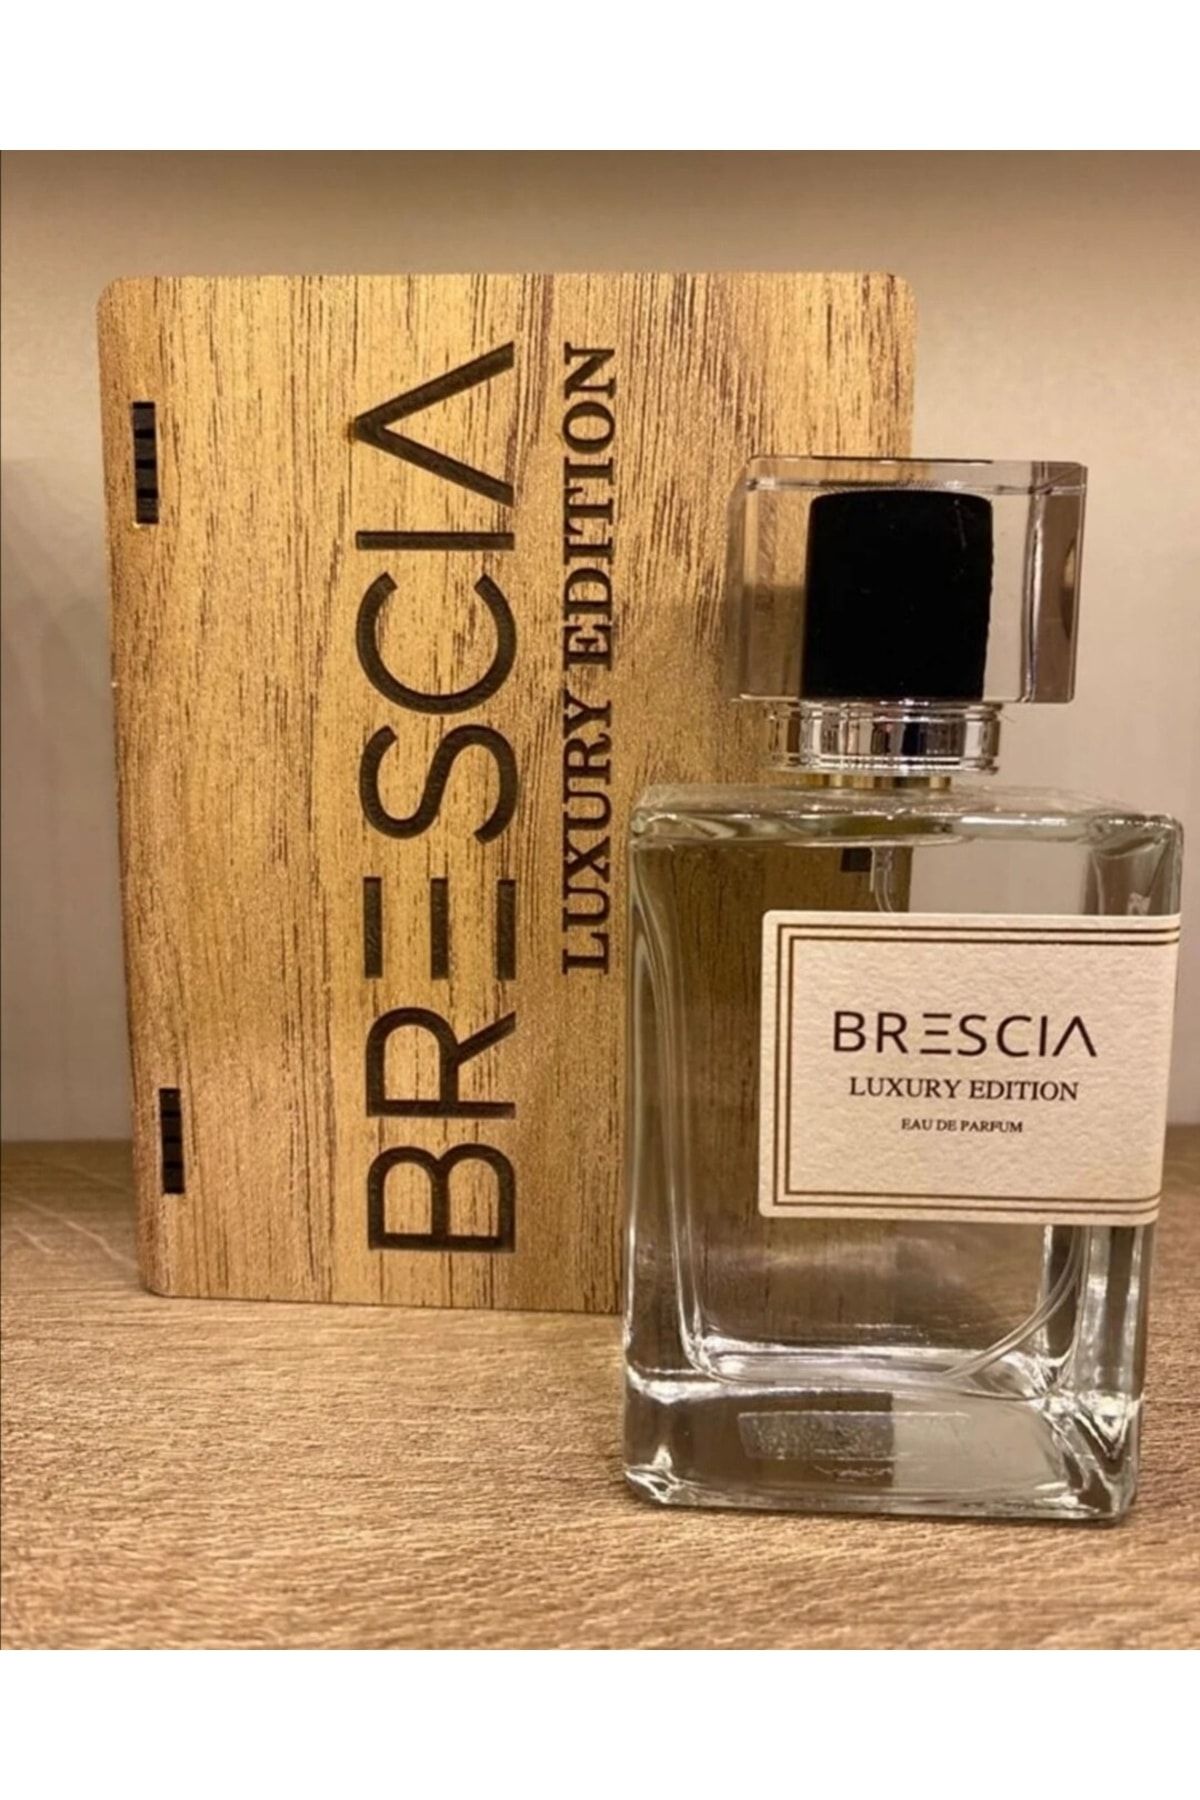 BRESCIA
LUXURY EDITION
BRESCIA
LUXURY EDITION
EAU DE PARFUM